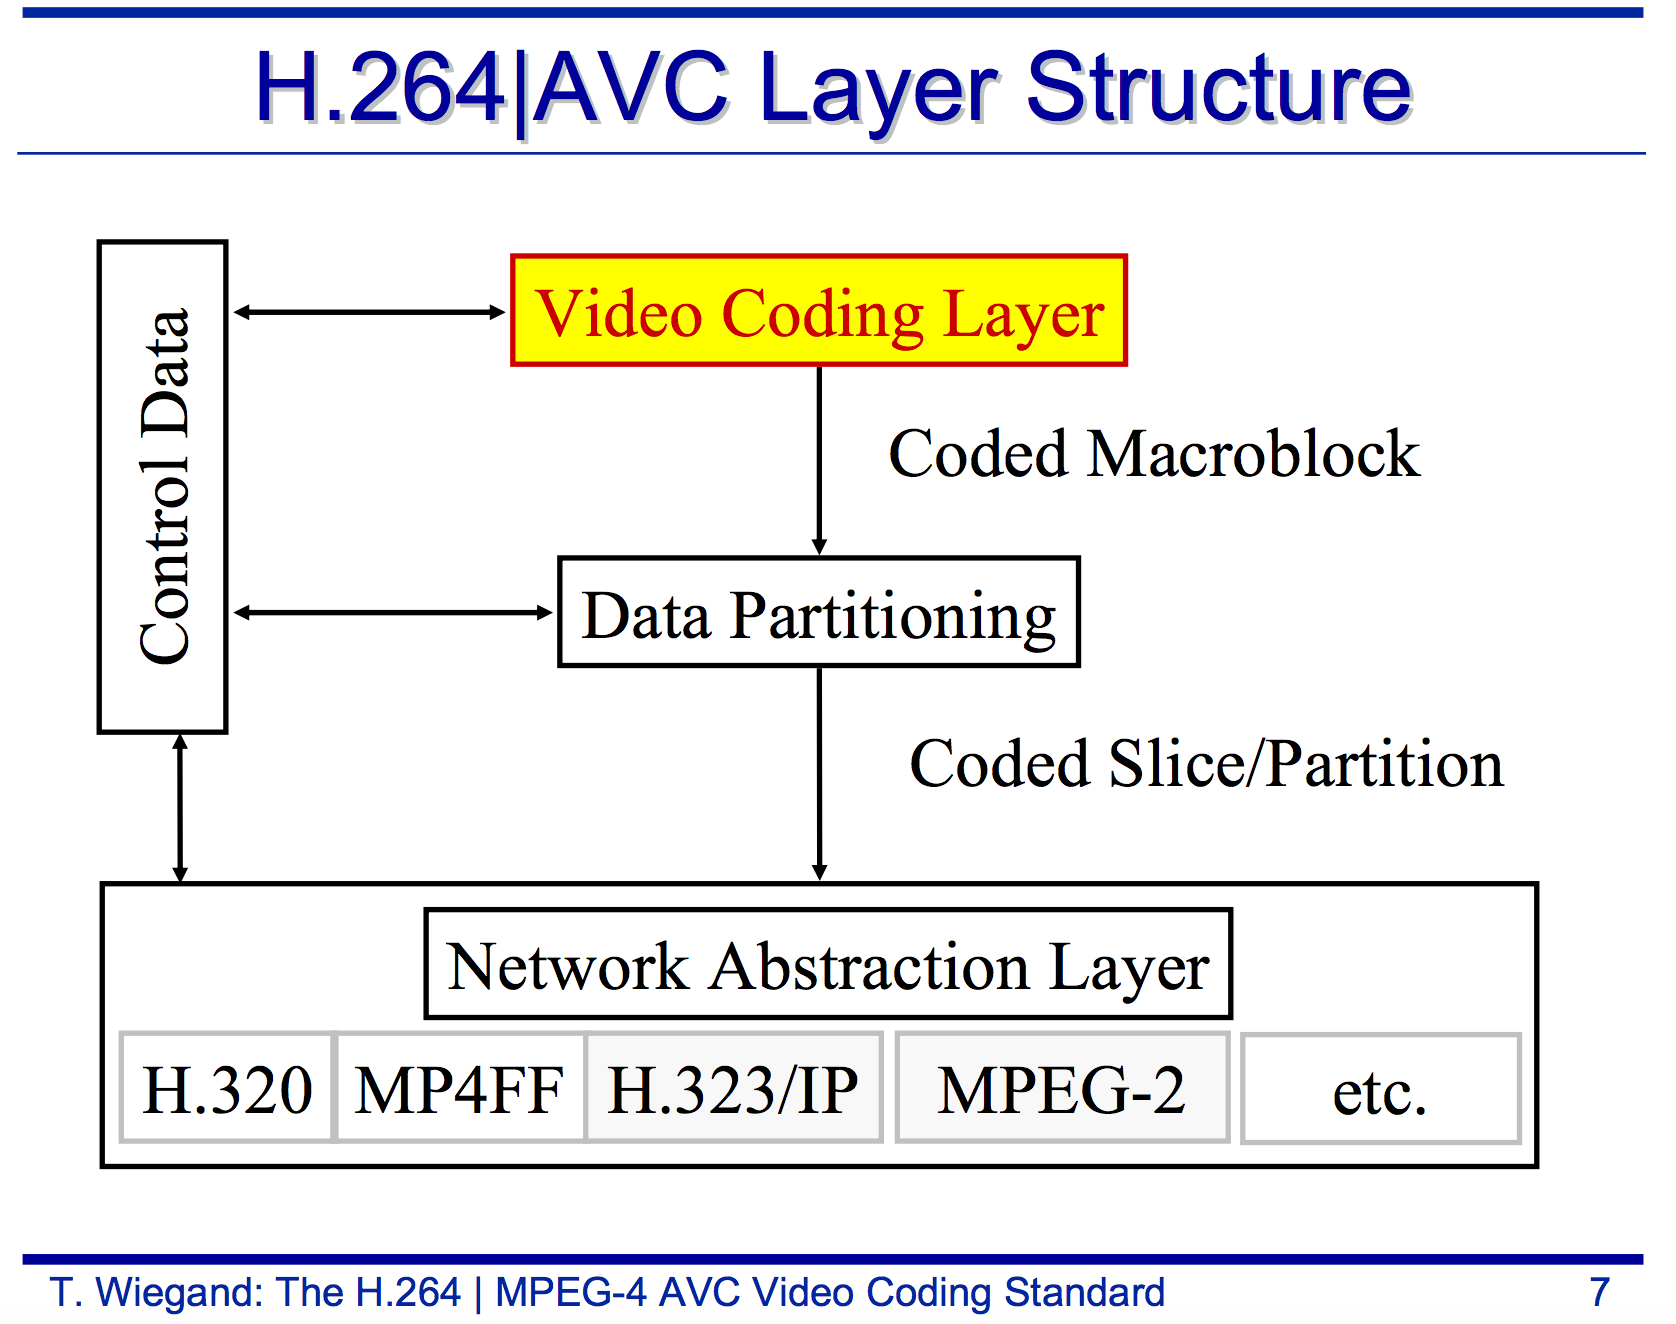 H.264|AVC Layer Structure
Control Data
Video Coding Layer
Coded Macroblock
Data Partitioning
Coded Slice/Partition
Network Abstraction Layer
H.320 MP4FF H.323/IP MPEG-2 etc.
T. Wiegand: The H.264 | MPEG-4 AVC Video Coding Standard 7